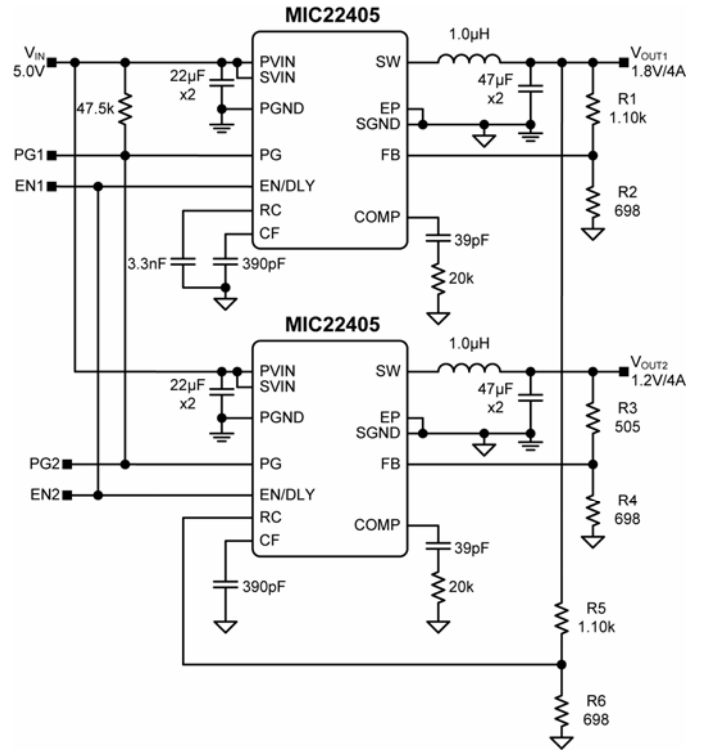 MIC22405
V_IN
5.0V
PVIN
SVIN
22µF
x2
PGND
47.5k
PG1
PG
EN1
EN/DLY
RC
CF
3.3nF
390pF
SW
1.0µH
47µF
x2
EP
SGND
FB
COMP
39pF
20k
V_OUT1
1.8V/4A
R1
1.10k
R2
698
MIC22405
PVIN
SVIN
22µF
x2
PGND
PG2
PG
EN2
EN/DLY
RC
CF
390pF
SW
1.0µH
47µF
x2
EP
SGND
FB
COMP
39pF
20k
V_OUT2
1.2V/4A
R3
505
R4
698
R5
1.10k
R6
698